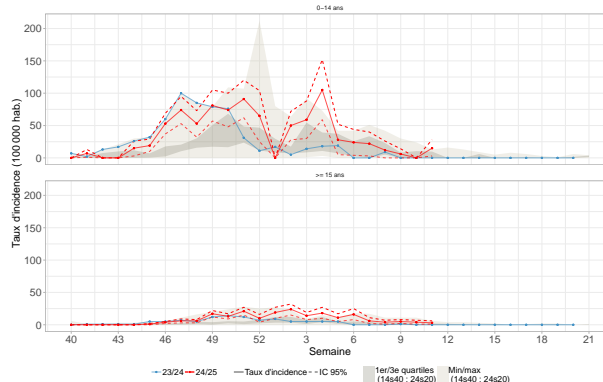 0−14 ans
200
150
100
50
0
>= 15 ans
200
150
100
50
0
Taux d'incidence (100 000 hab.)
40 43 46 49 52 3 6 9 12 15 18 21
Semaine
23/24 24/25 Taux d'incidence IC 95% 1er/3e quartiles (14s40 ; 24s20) Min/max (14s40 ; 24s20)